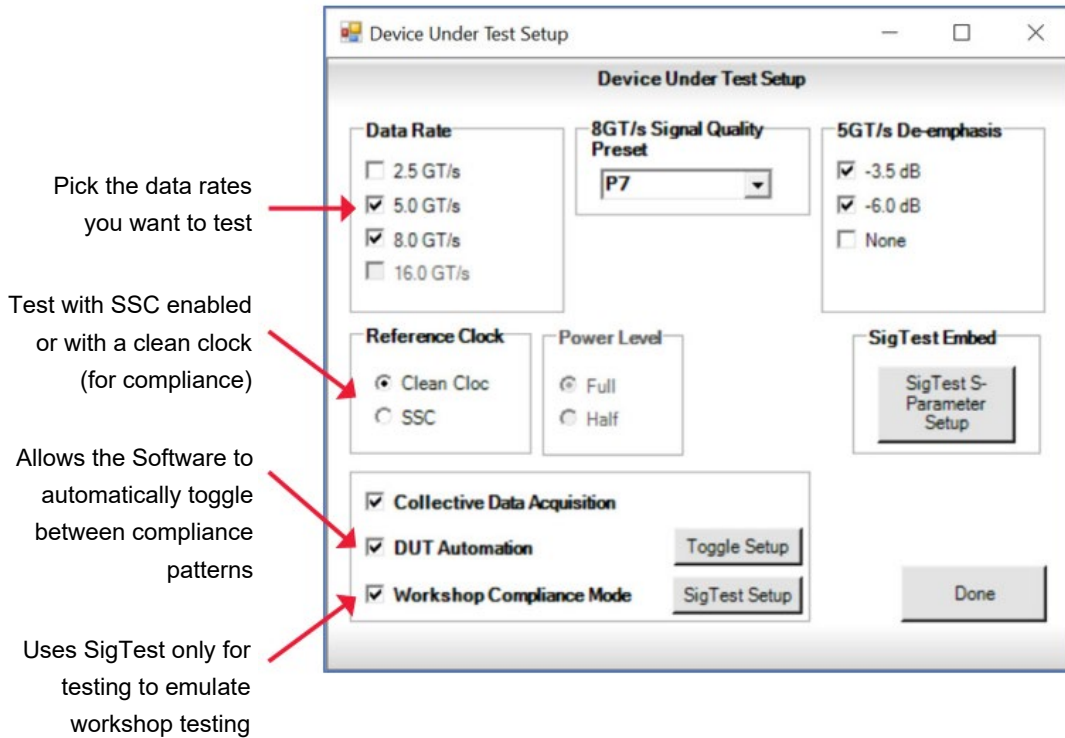 Device Under Test Setup
Device Under Test Setup
Data Rate
2.5 GT/s
5.0 GT/s
8.0 GT/s
16.0 GT/s
8GT/s Signal Quality
Preset
P7
5GT/s De-emphasis
-3.5 dB
-6.0 dB
None
Reference Clock
Clean Cloc
SSC
Power Level
Full
Half
SigTest Embed
SigTest S-
Parameter
Setup
Collective Data Acquisition
DUT Automation
Toggle Setup
Workshop Compliance Mode
SigTest Setup
Done
Pick the data rates
you want to test
Test with SSC enabled
or with a clean clock
(for compliance)
Allows the Software to
automatically toggle
between compliance
patterns
Uses SigTest only for
testing to emulate
workshop testing